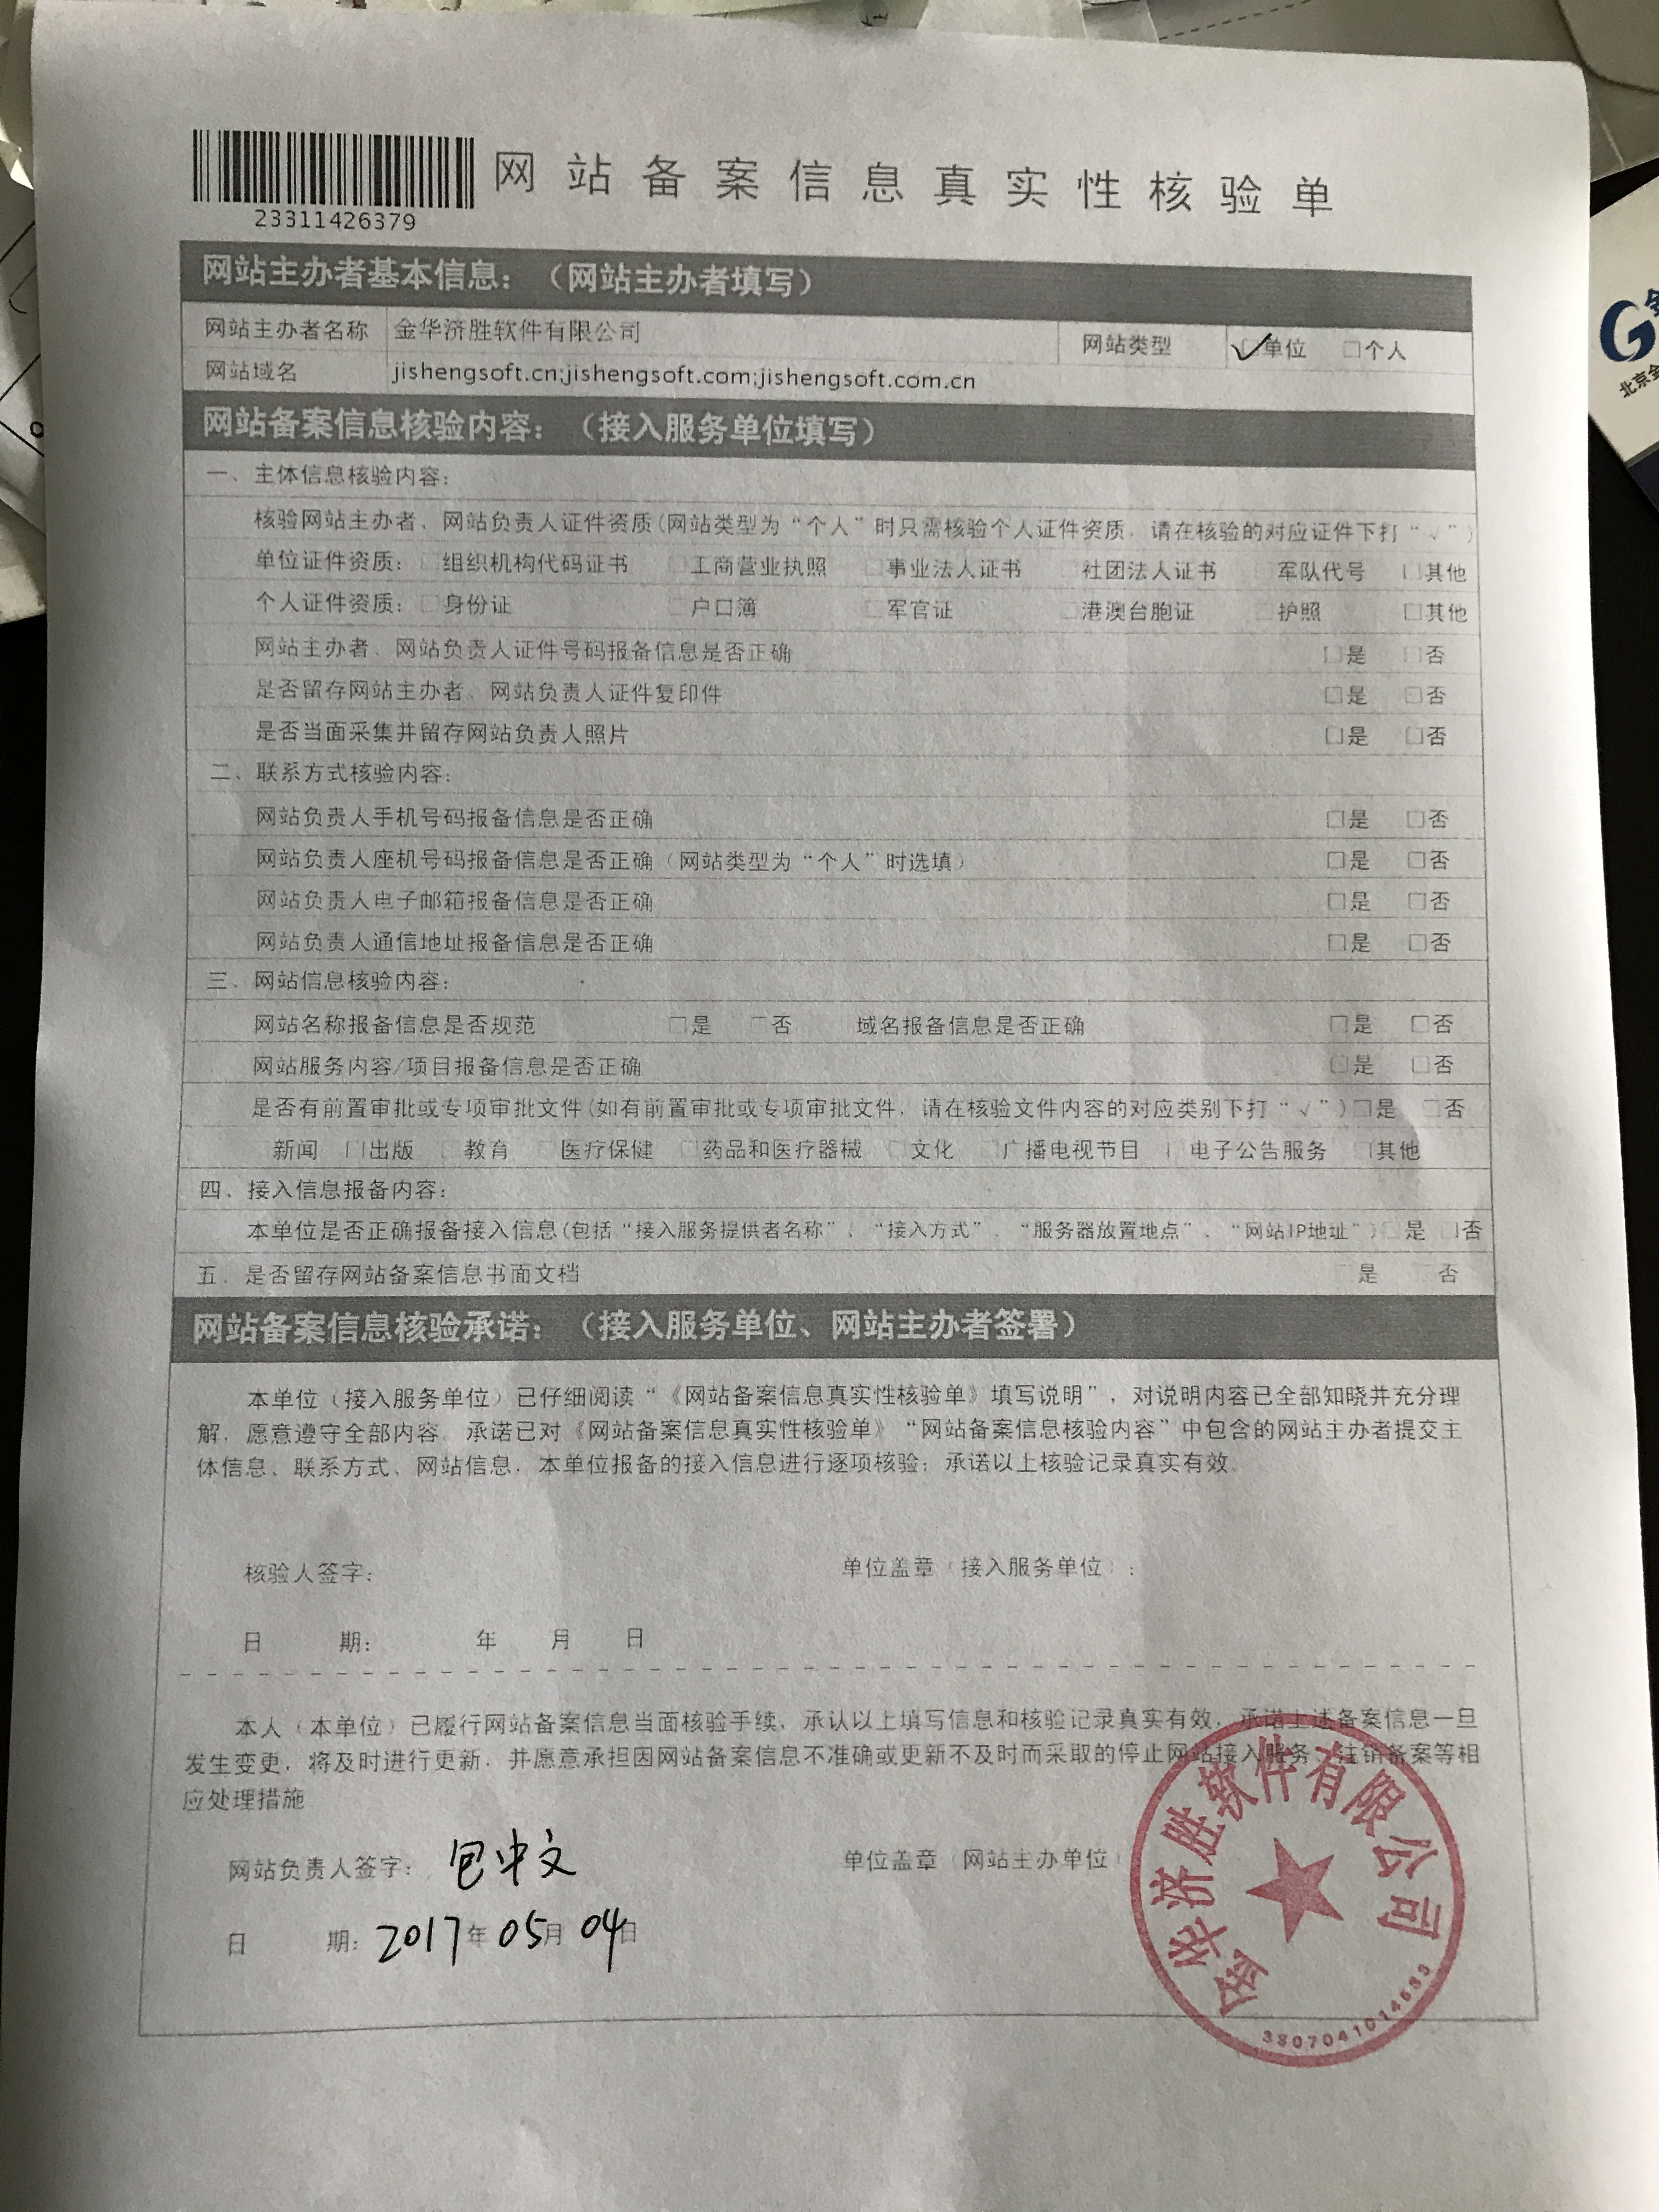 网站备案信息真实性核验单
23311426379
网站主办者基本信息：（网站主办者填写）
网站主办者名称 金华济胜软件有限公司 网站类型 ✓单位 □个人
网站域名 jishengsoft.cn;jishengsoft.com;jishengsoft.com.cn
网站备案信息核验内容：（接入服务单位填写）
一、主体信息核验内容：
核验网站主办者、网站负责人证件资质(网站类型为“个人”时只需核验个人证件资质，请在核验的对应证件下打“√”)
单位证件资质：□组织机构代码证书 □工商营业执照 □事业法人证书 □社团法人证书 □军队代号 □其他
个人证件资质：□身份证 □户口簿 □军官证 □港澳台胞证 □护照 □其他
网站主办者、网站负责人证件号码报备信息是否正确 □是 □否
是否留存网站主办者、网站负责人证件复印件 □是 □否
是否当面采集并留存网站负责人照片 □是 □否
二、联系方式核验内容：
网站负责人手机号码报备信息是否正确 □是 □否
网站负责人座机号码报备信息是否正确（网站类型为“个人”时选填） □是 □否
网站负责人电子邮箱报备信息是否正确 □是 □否
网站负责人通信地址报备信息是否正确 □是 □否
三、网站信息核验内容：
网站名称报备信息是否规范 □是 □否 域名报备信息是否正确 □是 □否
网站服务内容/项目报备信息是否正确 □是 □否
是否有前置审批或专项审批文件(如有前置审批或专项审批文件，请在核验文件内容的对应类别下打“√”)□是 □否
□新闻 □出版 □教育 □医疗保健 □药品和医疗器械 □文化 □广播电视节目 □电子公告服务 □其他
四、接入信息报备内容：
本单位是否正确报备接入信息(包括“接入服务提供者名称”、“接入方式”、“服务器放置地点”、“网站IP地址”)□是 □否
五、是否留存网站备案信息书面文档 □是 □否
网站备案信息核验承诺：（接入服务单位、网站主办者签署）
本单位（接入服务单位）已仔细阅读“《网站备案信息真实性核验单》填写说明”，对说明内容已全部知晓并充分理
解，愿意遵守全部内容。承诺已对《网站备案信息真实性核验单》“网站备案信息核验内容”中包含的网站主办者提交主
体信息、联系方式、网站信息，本单位报备的接入信息进行逐项核验；承诺以上核验记录真实有效。
核验人签字： 单位盖章（接入服务单位）：
日 期： 年 月 日
本人（本单位）已履行网站备案信息当面核验手续，承认以上填写信息和核验记录真实有效，承诺上述备案信息一旦
发生变更，将及时进行更新，并愿意承担因网站备案信息不准确或更新不及时而采取的停止网站接入服务、注销备案等相
应处理措施
网站负责人签字：包中文 单位盖章（网站主办单位）
日 期：2017年05月04日
金华济胜软件有限公司
北京金